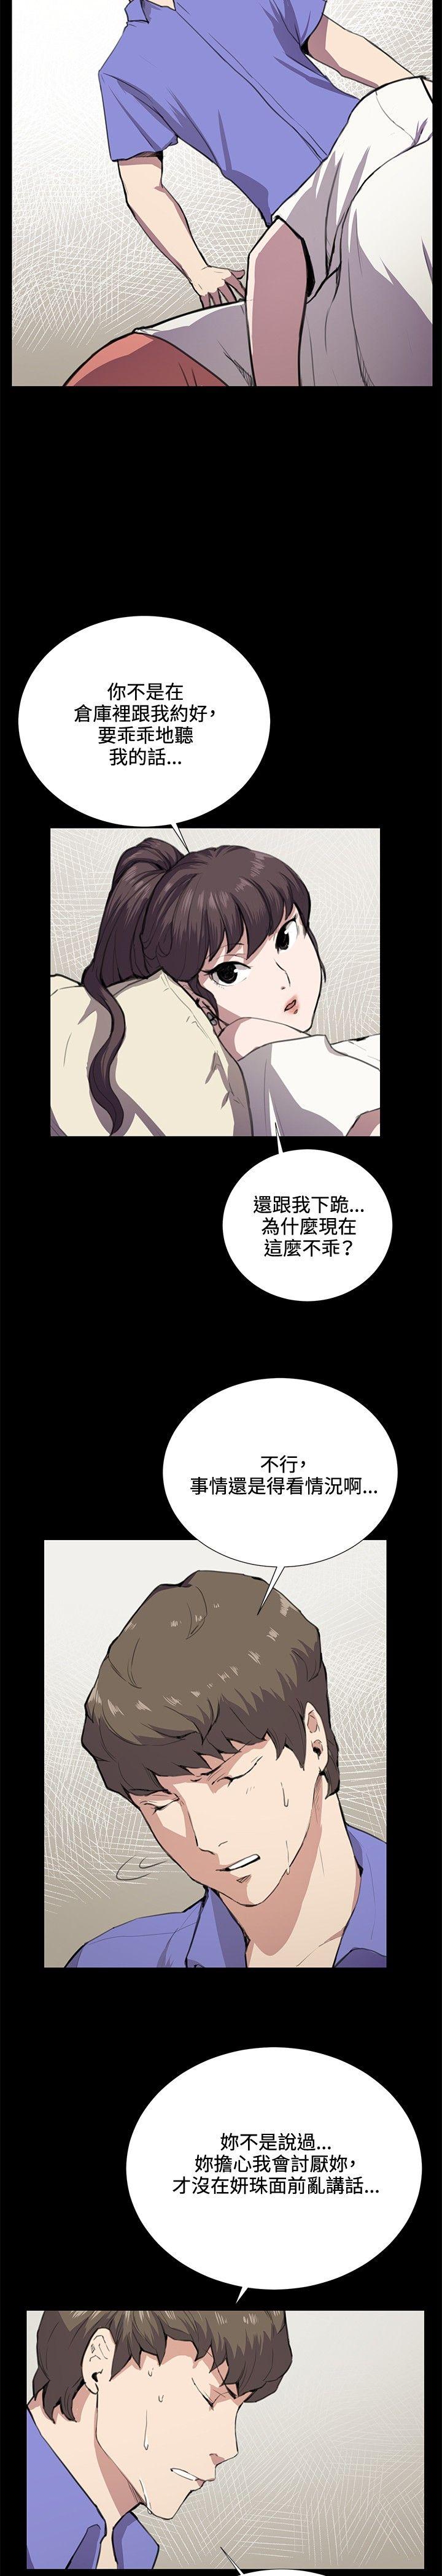 你不是在
倉庫裡跟我約好，
要乖乖地聽
我的話...
還跟我下跪...
為什麼現在
這麼不乖？
不行，
事情還是得看情況啊...
妳不是說過...
妳擔心我會討厭妳，
才沒在妍珠面前亂講話...